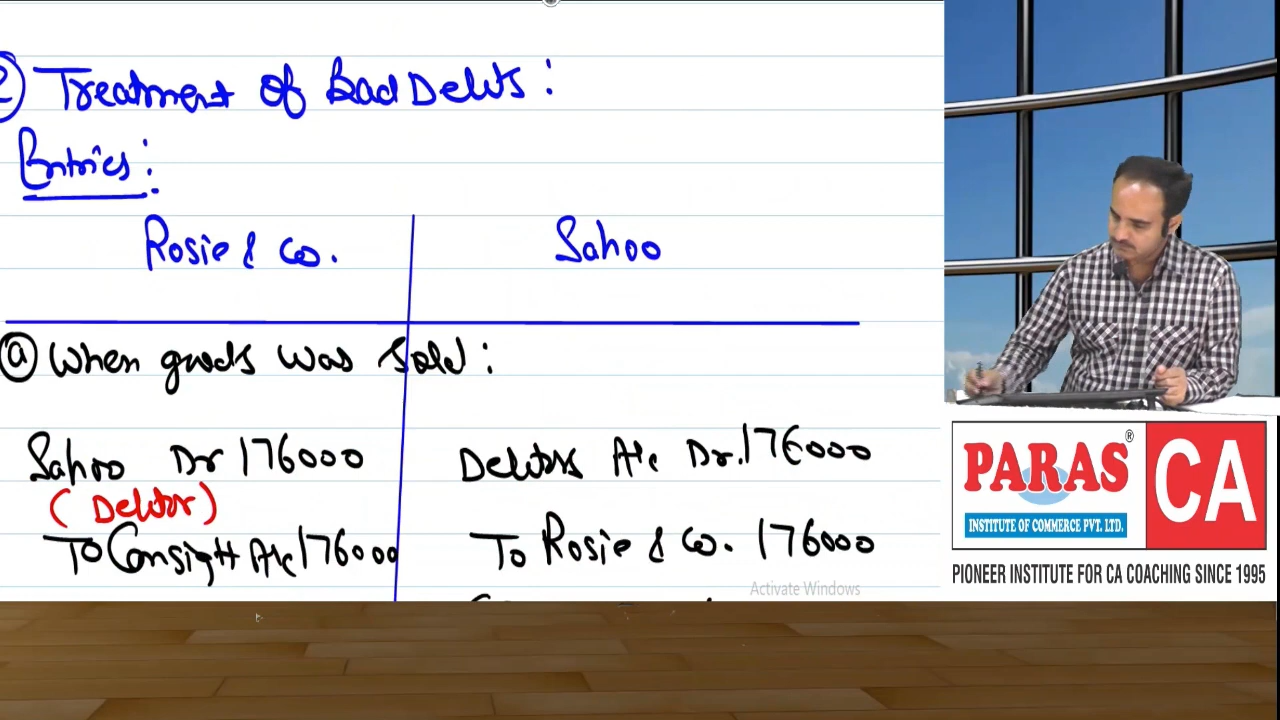 Treatment of Bad Debts :
Entries :
Rosie & Co.
Sahoo
(a) When goods was sold :
Sahoo Dr 176000
(Debtor)
To Consigtt A/c 176000
Debtors A/c Dr. 176000
To Rosie & Co. 176000
Activate Windows
PARAS®
INSTITUTE OF COMMERCE PVT. LTD.
CA
PIONEER INSTITUTE FOR CA COACHING SINCE 1995